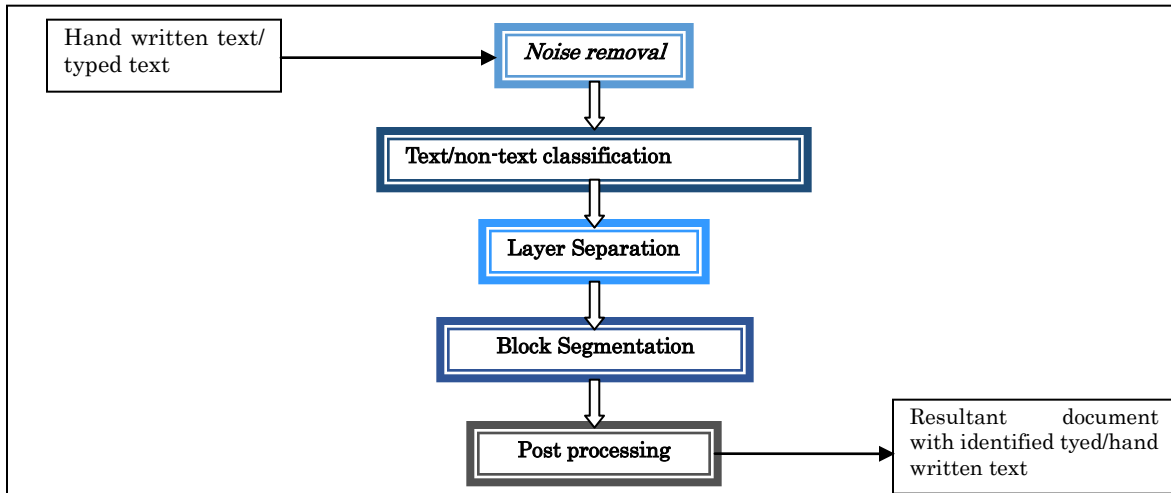 Hand written text/
typed text
Noise removal
Text/non-text classification
Layer Separation
Block Segmentation
Post processing
Resultant document
with identified tyed/hand
written text